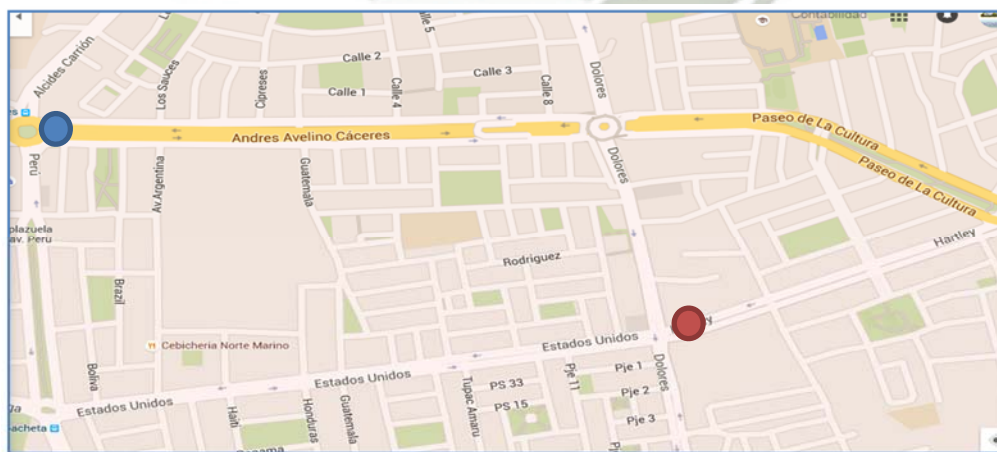 Contabilidad
Calle 5
Calle 2
Calle 3
Dolores
Alcides Carrión
Los Sauces
Cipreses
Calle 1
Calle 4
Calle 8
Andres Avelino Cáceres
Paseo de La Cultura
Perú
Av.Argentina
Guatemala
Dolores
Paseo de La Cultura
plazuela
av. Peru
Hartley
Rodriguez
Brazil
Cebicheria Norte Marino
Estados Unidos
Dolores
Bolivia
Estados Unidos
Pje 1
Pje 11
PS 33
Pje 2
Estados Unidos
Tupac Amaru
PS 15
Pje 3
Haiti
Honduras
Guatemala